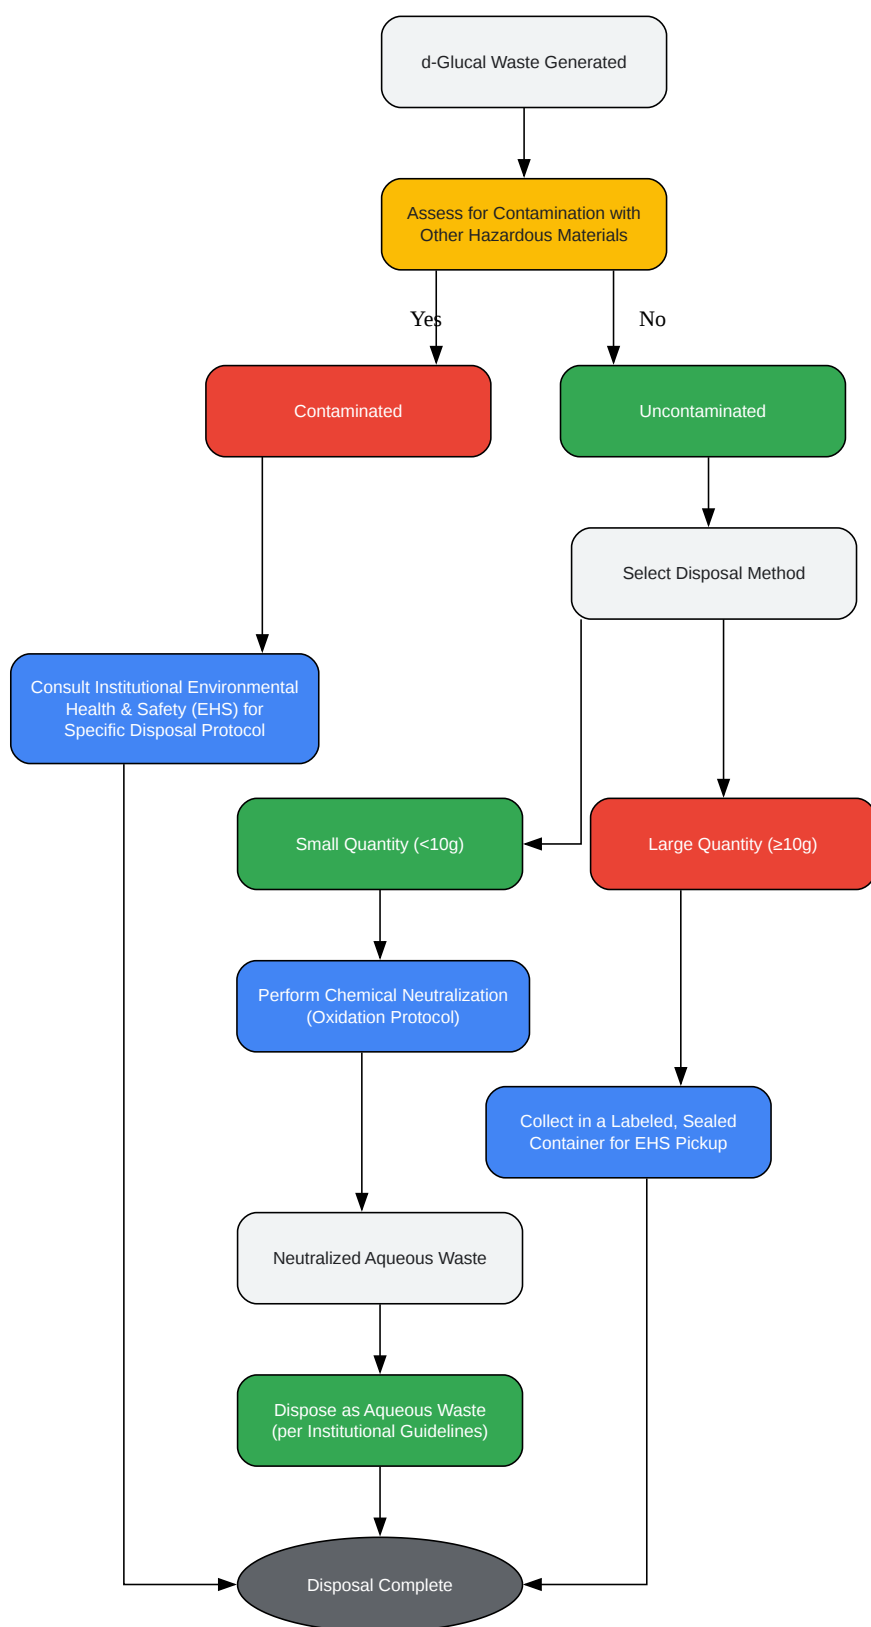 d-Glucal Waste Generated
Assess for Contamination with
Other Hazardous Materials
Yes
No
Contaminated
Uncontaminated
Select Disposal Method
Consult Institutional Environmental
Health & Safety (EHS) for
Specific Disposal Protocol
Small Quantity (<10g)
Large Quantity (≥10g)
Perform Chemical Neutralization
(Oxidation Protocol)
Collect in a Labeled, Sealed
Container for EHS Pickup
Neutralized Aqueous Waste
Dispose as Aqueous Waste
(per Institutional Guidelines)
Disposal Complete